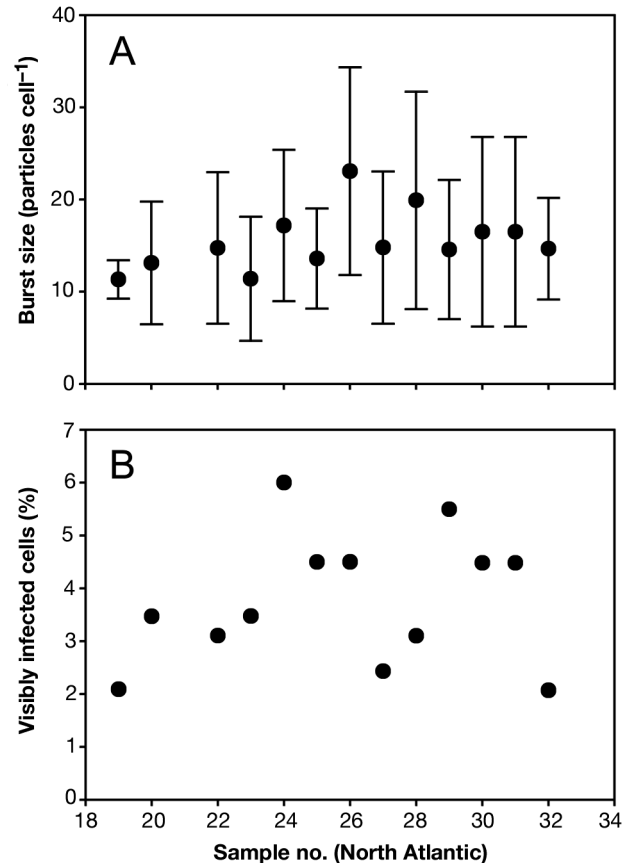 A
Burst size (particles cell⁻¹)
40
30
20
10
0
B
Visibly infected cells (%)
7
6
5
4
3
2
1
0
18 20 22 24 26 28 30 32 34
Sample no. (North Atlantic)